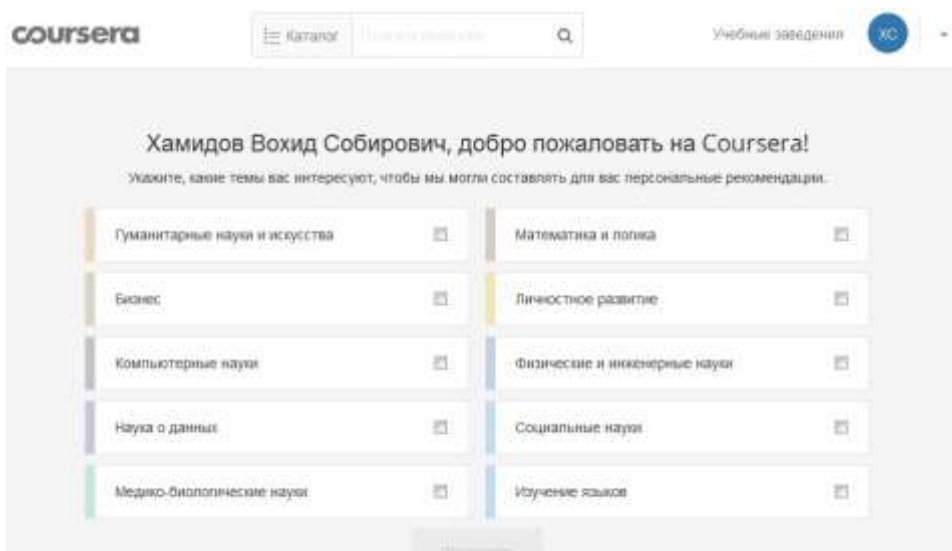 coursera
Каталог
Учебные заведения
ХС
Хамидов Вохид Собирович, добро пожаловать на Coursera!
Укажите, какие темы вас интересуют, чтобы мы могли составлять для вас персональные рекомендации.
Гуманитарные науки и искусства
Математика и логика
Бизнес
Личностное развитие
Компьютерные науки
Физические и инженерные науки
Наука о данных
Социальные науки
Медико-биологические науки
Изучение языков